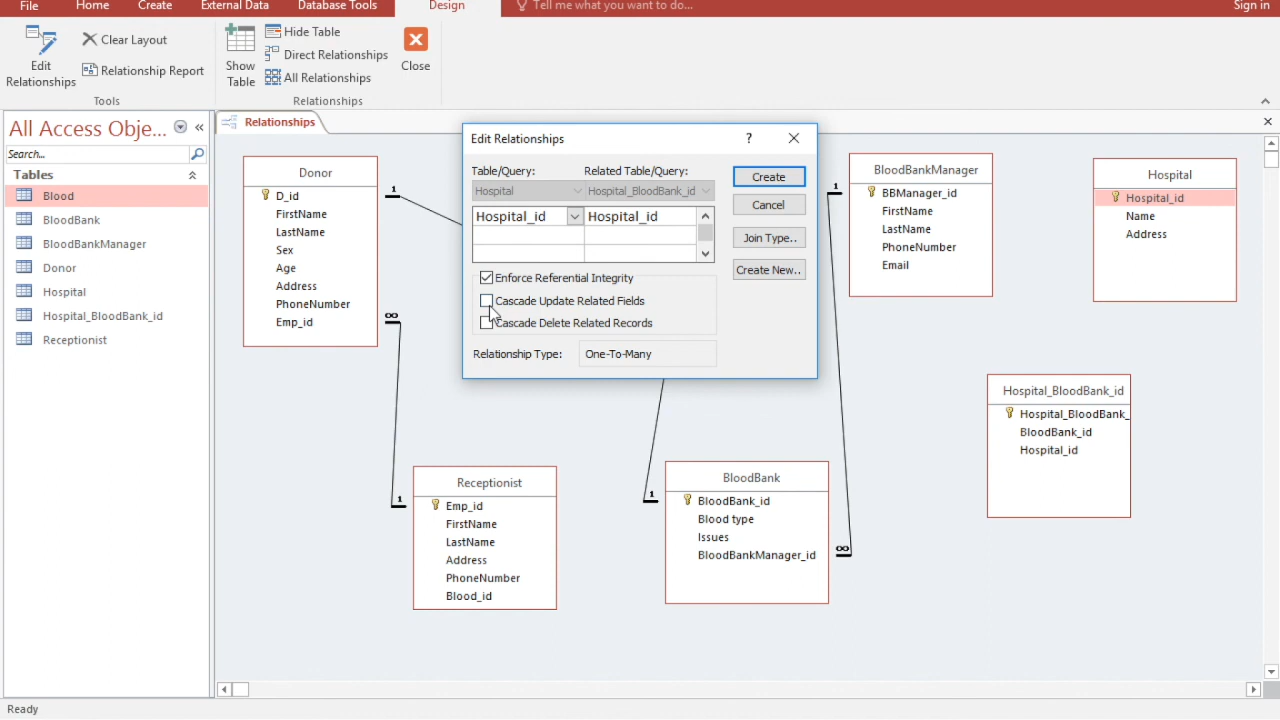 File Home Create External Data Database Tools Design Tell me what you want to do... Sign in
Edit Relationships
Clear Layout
Relationship Report
Tools
Show Table
Hide Table
Direct Relationships
All Relationships
Close
Relationships
All Access Obje...
Search...
Tables
Blood
BloodBank
BloodBankManager
Donor
Hospital
Hospital_BloodBank_id
Receptionist
Relationships
Donor
D_id
FirstName
LastName
Sex
Age
Address
PhoneNumber
Emp_id
1
∞
1
Edit Relationships
?
Table/Query: Related Table/Query:
Hospital Hospital_BloodBank_id
Hospital_id Hospital_id
Enforce Referential Integrity
Cascade Update Related Fields
Cascade Delete Related Records
Relationship Type: One-To-Many
Create
Cancel
Join Type..
Create New..
1
BloodBankManager
BBManager_id
FirstName
LastName
PhoneNumber
Email
Hospital
Hospital_id
Name
Address
Hospital_BloodBank_id
Hospital_BloodBank_
BloodBank_id
Hospital_id
Receptionist
Emp_id
FirstName
LastName
Address
PhoneNumber
Blood_id
1
BloodBank
BloodBank_id
Blood type
Issues
BloodBankManager_id
∞
Ready